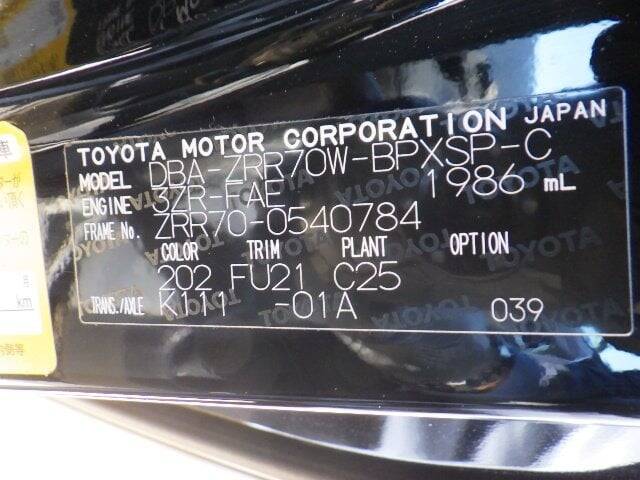 TOYOTA MOTOR CORPORATION JAPAN
MODEL DBA-ZRR70W-BPXSP-C
ENGINE 3ZR-FAE 1986 mL
FRAME No. ZRR70-0540784
COLOR TRIM PLANT OPTION
202 FU21 C25
TRANS./AXLE K111 -01A 039
km